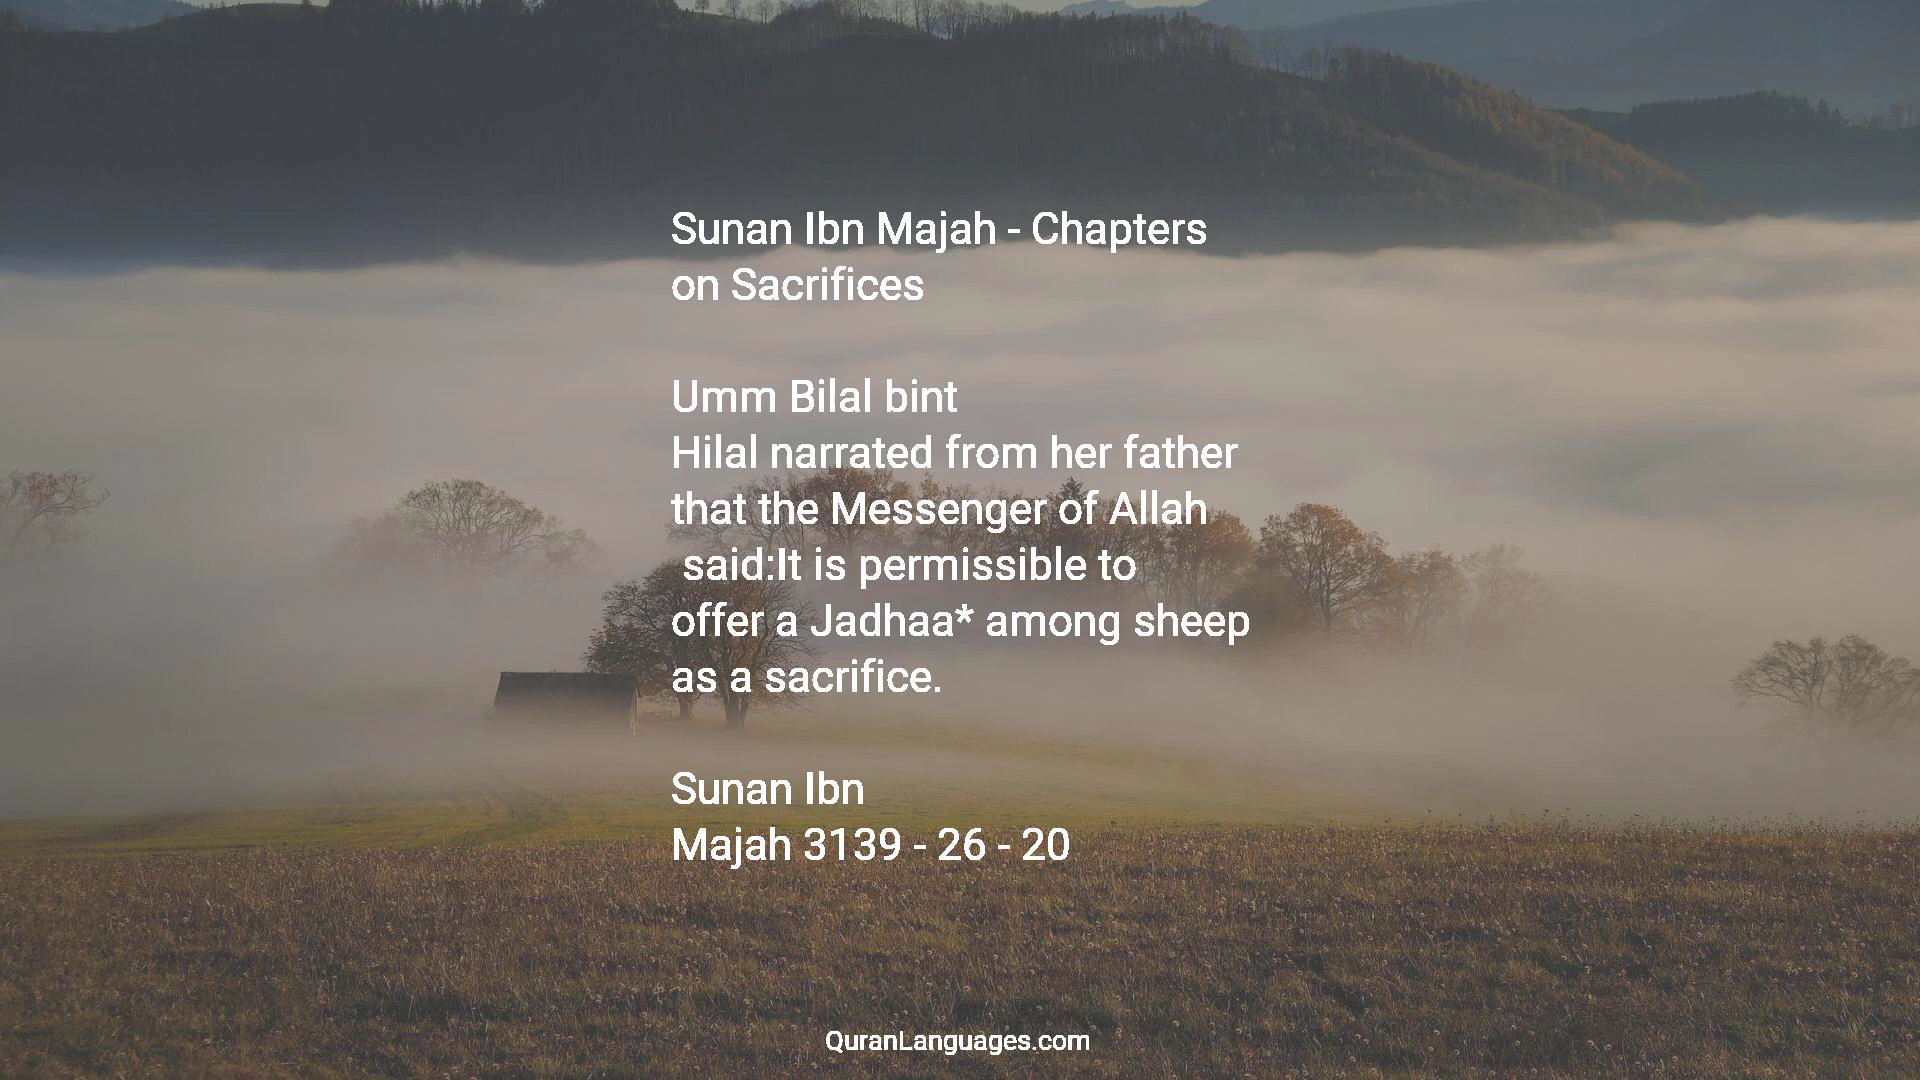 Sunan Ibn Majah - Chapters
on Sacrifices
Umm Bilal bint
Hilal narrated from her father
that the Messenger of Allah
said:It is permissible to
offer a Jadhaa* among sheep
as a sacrifice.
Sunan Ibn
Majah 3139 - 26 - 20
QuranLanguages.com